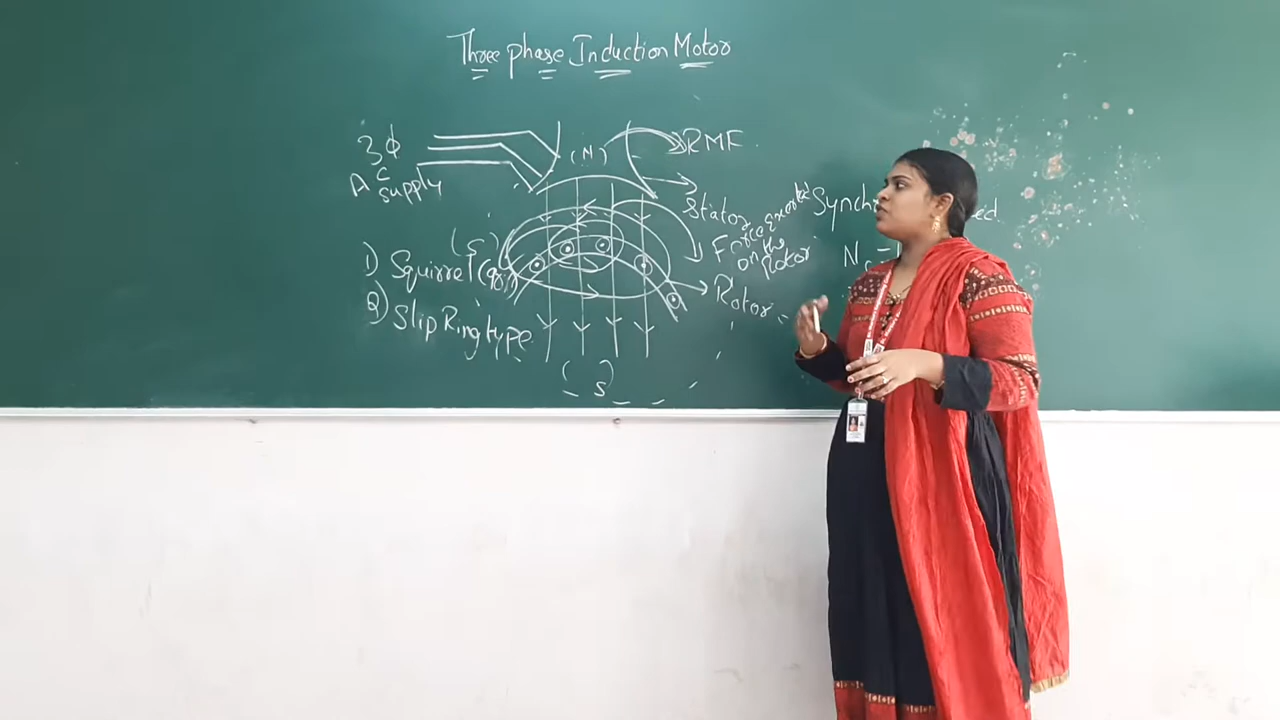 Three phase Induction Motor
3ϕ
AC supply
(N)
RMF
Stator
Force exerted
on the
Rotor
Rotor
(S)
1) Squirrel
2) Slip Ring type
(S)
N